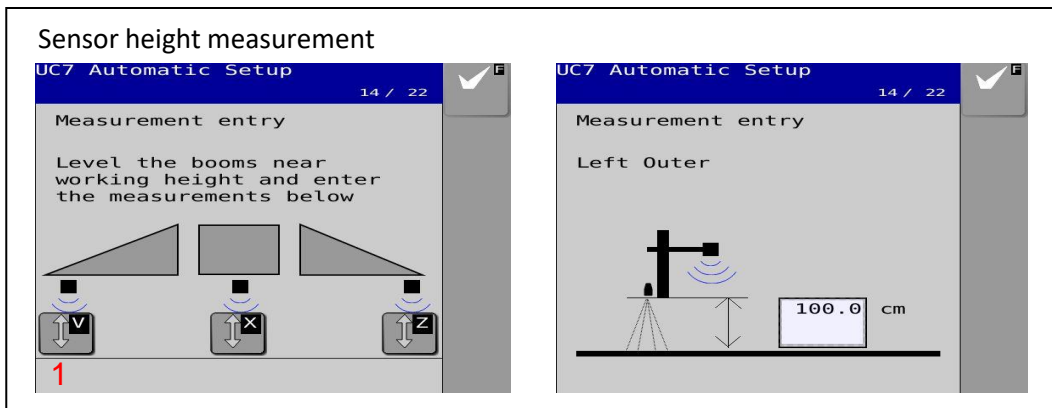 Sensor height measurement
UC7 Automatic Setup
F
14/ 22
Measurement entry
Level the booms near
working height and enter
the measurements below
V
X
Z
1
UC7 Automatic Setup
F
14/ 22
Measurement entry
Left Outer
100.0 cm